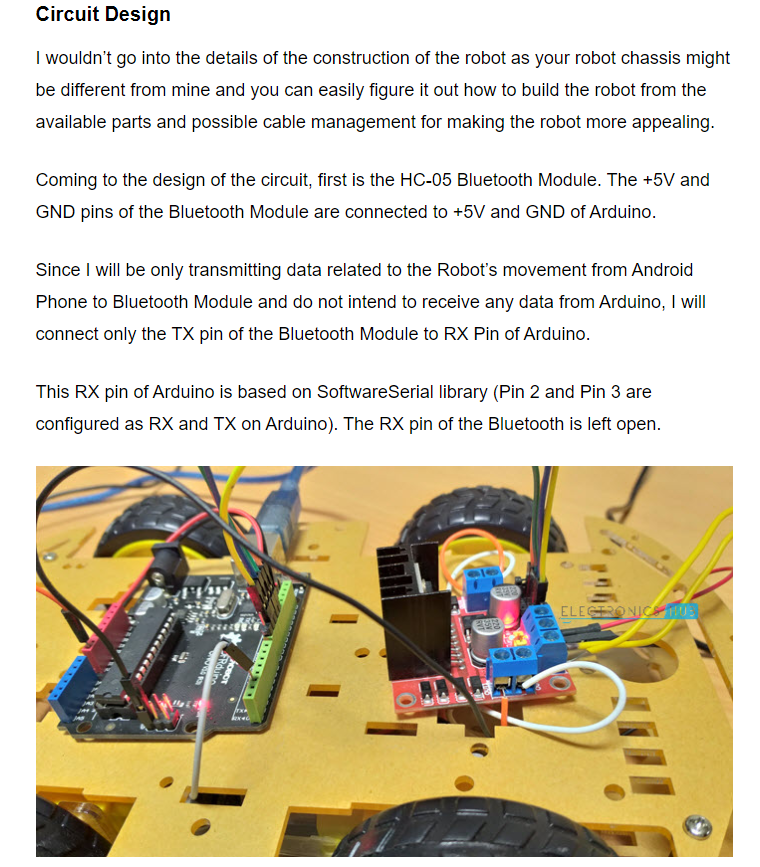 Circuit Design
I wouldn’t go into the details of the construction of the robot as your robot chassis might
be different from mine and you can easily figure it out how to build the robot from the
available parts and possible cable management for making the robot more appealing.
Coming to the design of the circuit, first is the HC-05 Bluetooth Module. The +5V and
GND pins of the Bluetooth Module are connected to +5V and GND of Arduino.
Since I will be only transmitting data related to the Robot’s movement from Android
Phone to Bluetooth Module and do not intend to receive any data from Arduino, I will
connect only the TX pin of the Bluetooth Module to RX Pin of Arduino.
This RX pin of Arduino is based on SoftwareSerial library (Pin 2 and Pin 3 are
configured as RX and TX on Arduino). The RX pin of the Bluetooth is left open.
ELECTRONICS HUB